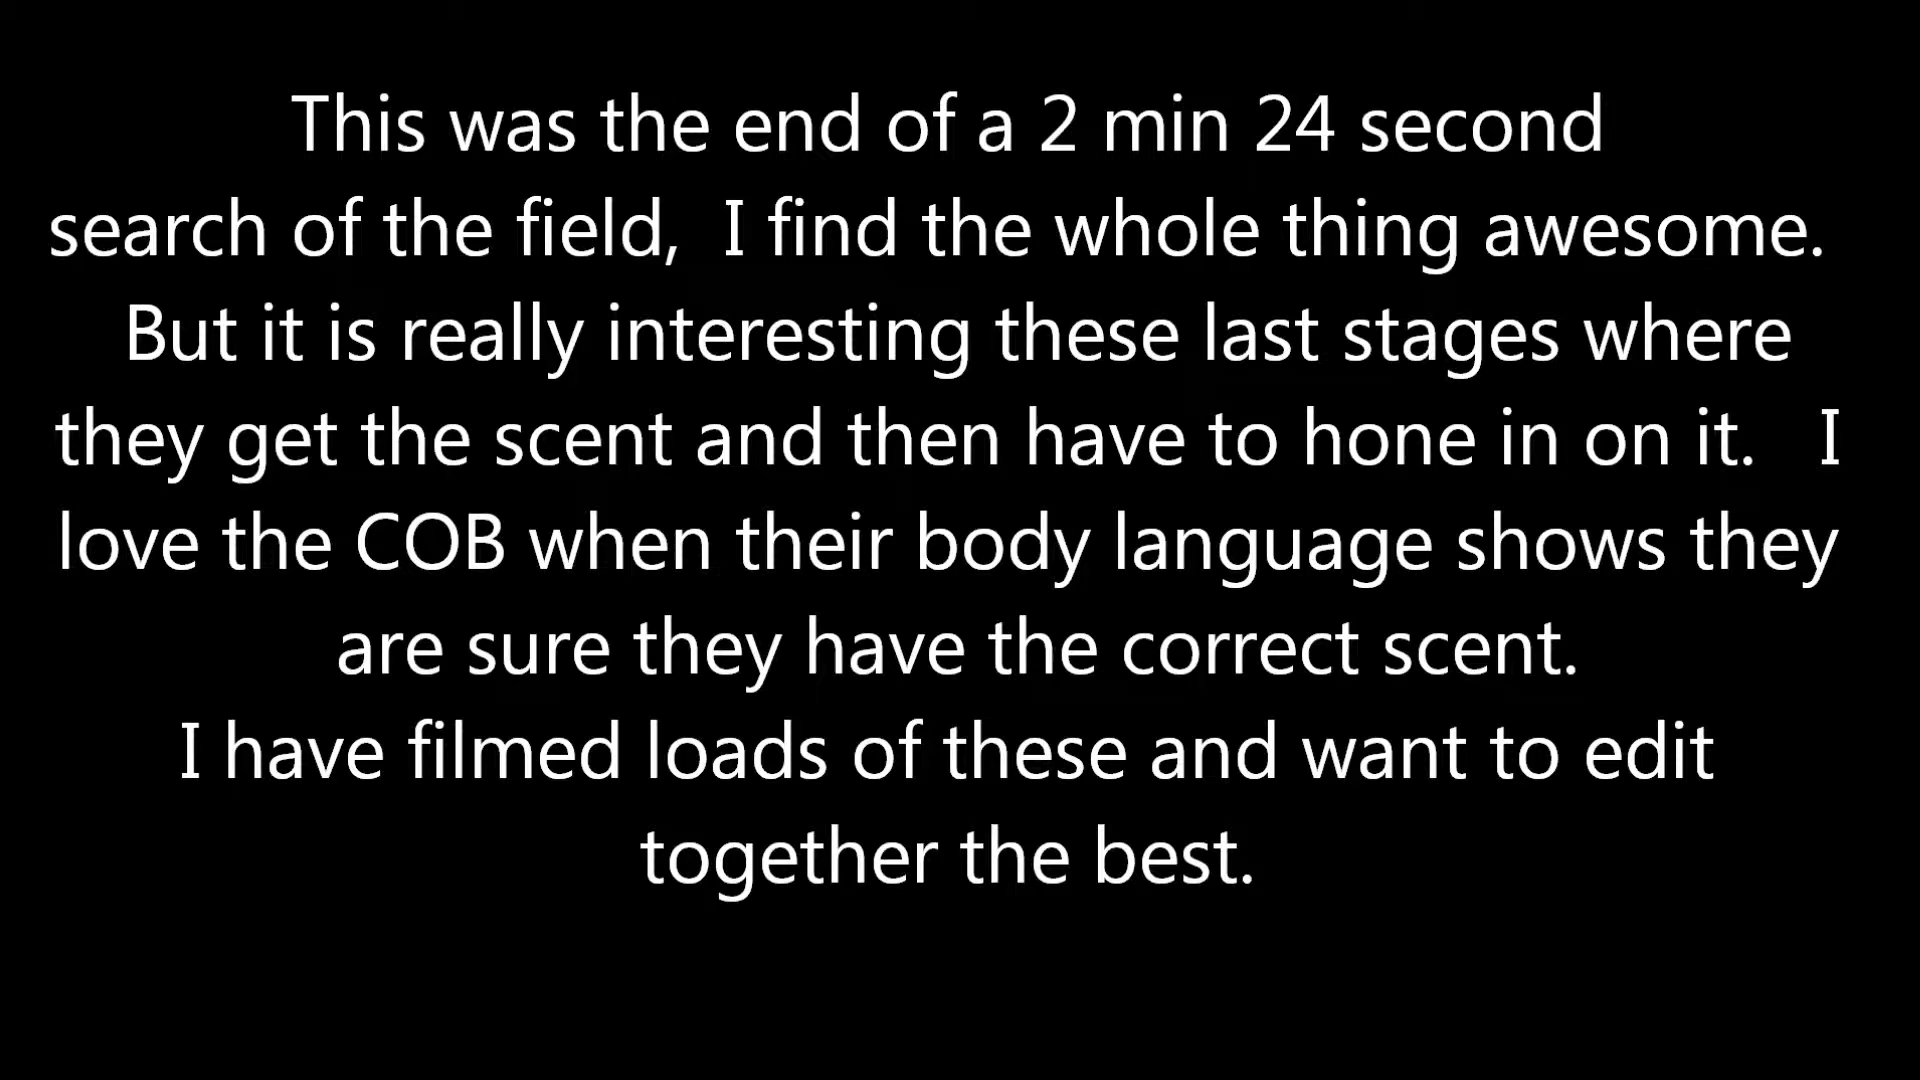 This was the end of a 2 min 24 second
search of the field,  I find the whole thing awesome.
But it is really interesting these last stages where
they get the scent and then have to hone in on it.   I
love the COB when their body language shows they
are sure they have the correct scent.
I have filmed loads of these and want to edit
together the best.